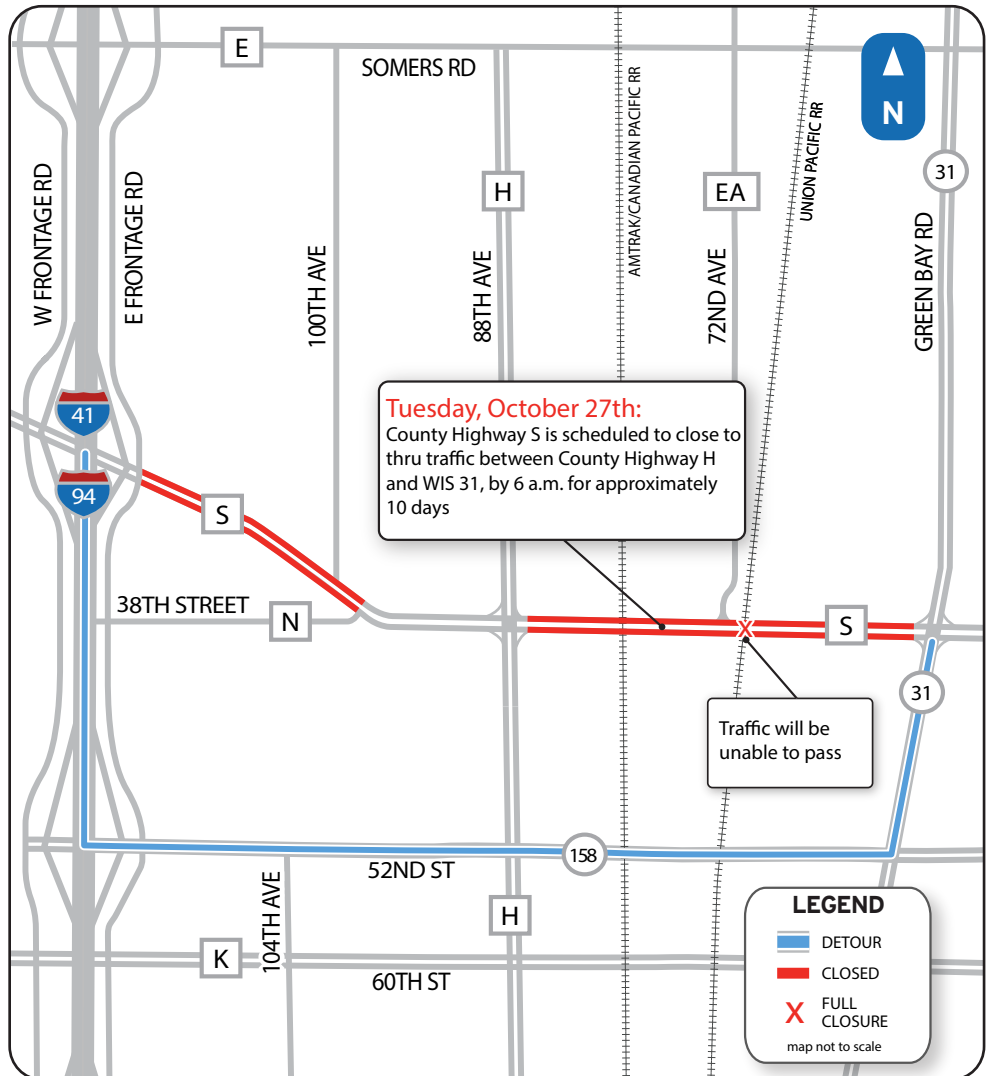 E
SOMERS RD
N
31
W FRONTAGE RD
E FRONTAGE RD
100TH AVE
88TH AVE
H
AMTRAK/CANADIAN PACIFIC RR
EA
72ND AVE
UNION PACIFIC RR
GREEN BAY RD
41
94
Tuesday, October 27th:
County Highway S is scheduled to close to
thru traffic between County Highway H
and WIS 31, by 6 a.m. for approximately
10 days
S
38TH STREET
N
X
S
31
Traffic will be
unable to pass
158
52ND ST
104TH AVE
H
K
60TH ST
LEGEND
DETOUR
CLOSED
X FULL
CLOSURE
map not to scale